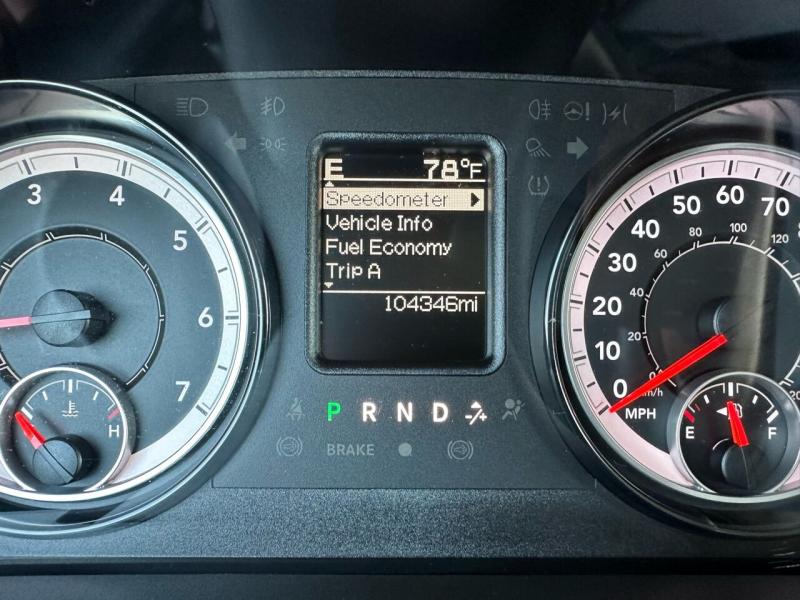 E 78°F
Speedometer
Vehicle Info
Fuel Economy
Trip A
104346mi
P R N D
BRAKE
3
4
5
6
7
H
0
10
20
30
40
50
60
70
MPH
20
40
60
80
100
120
km/h
E F